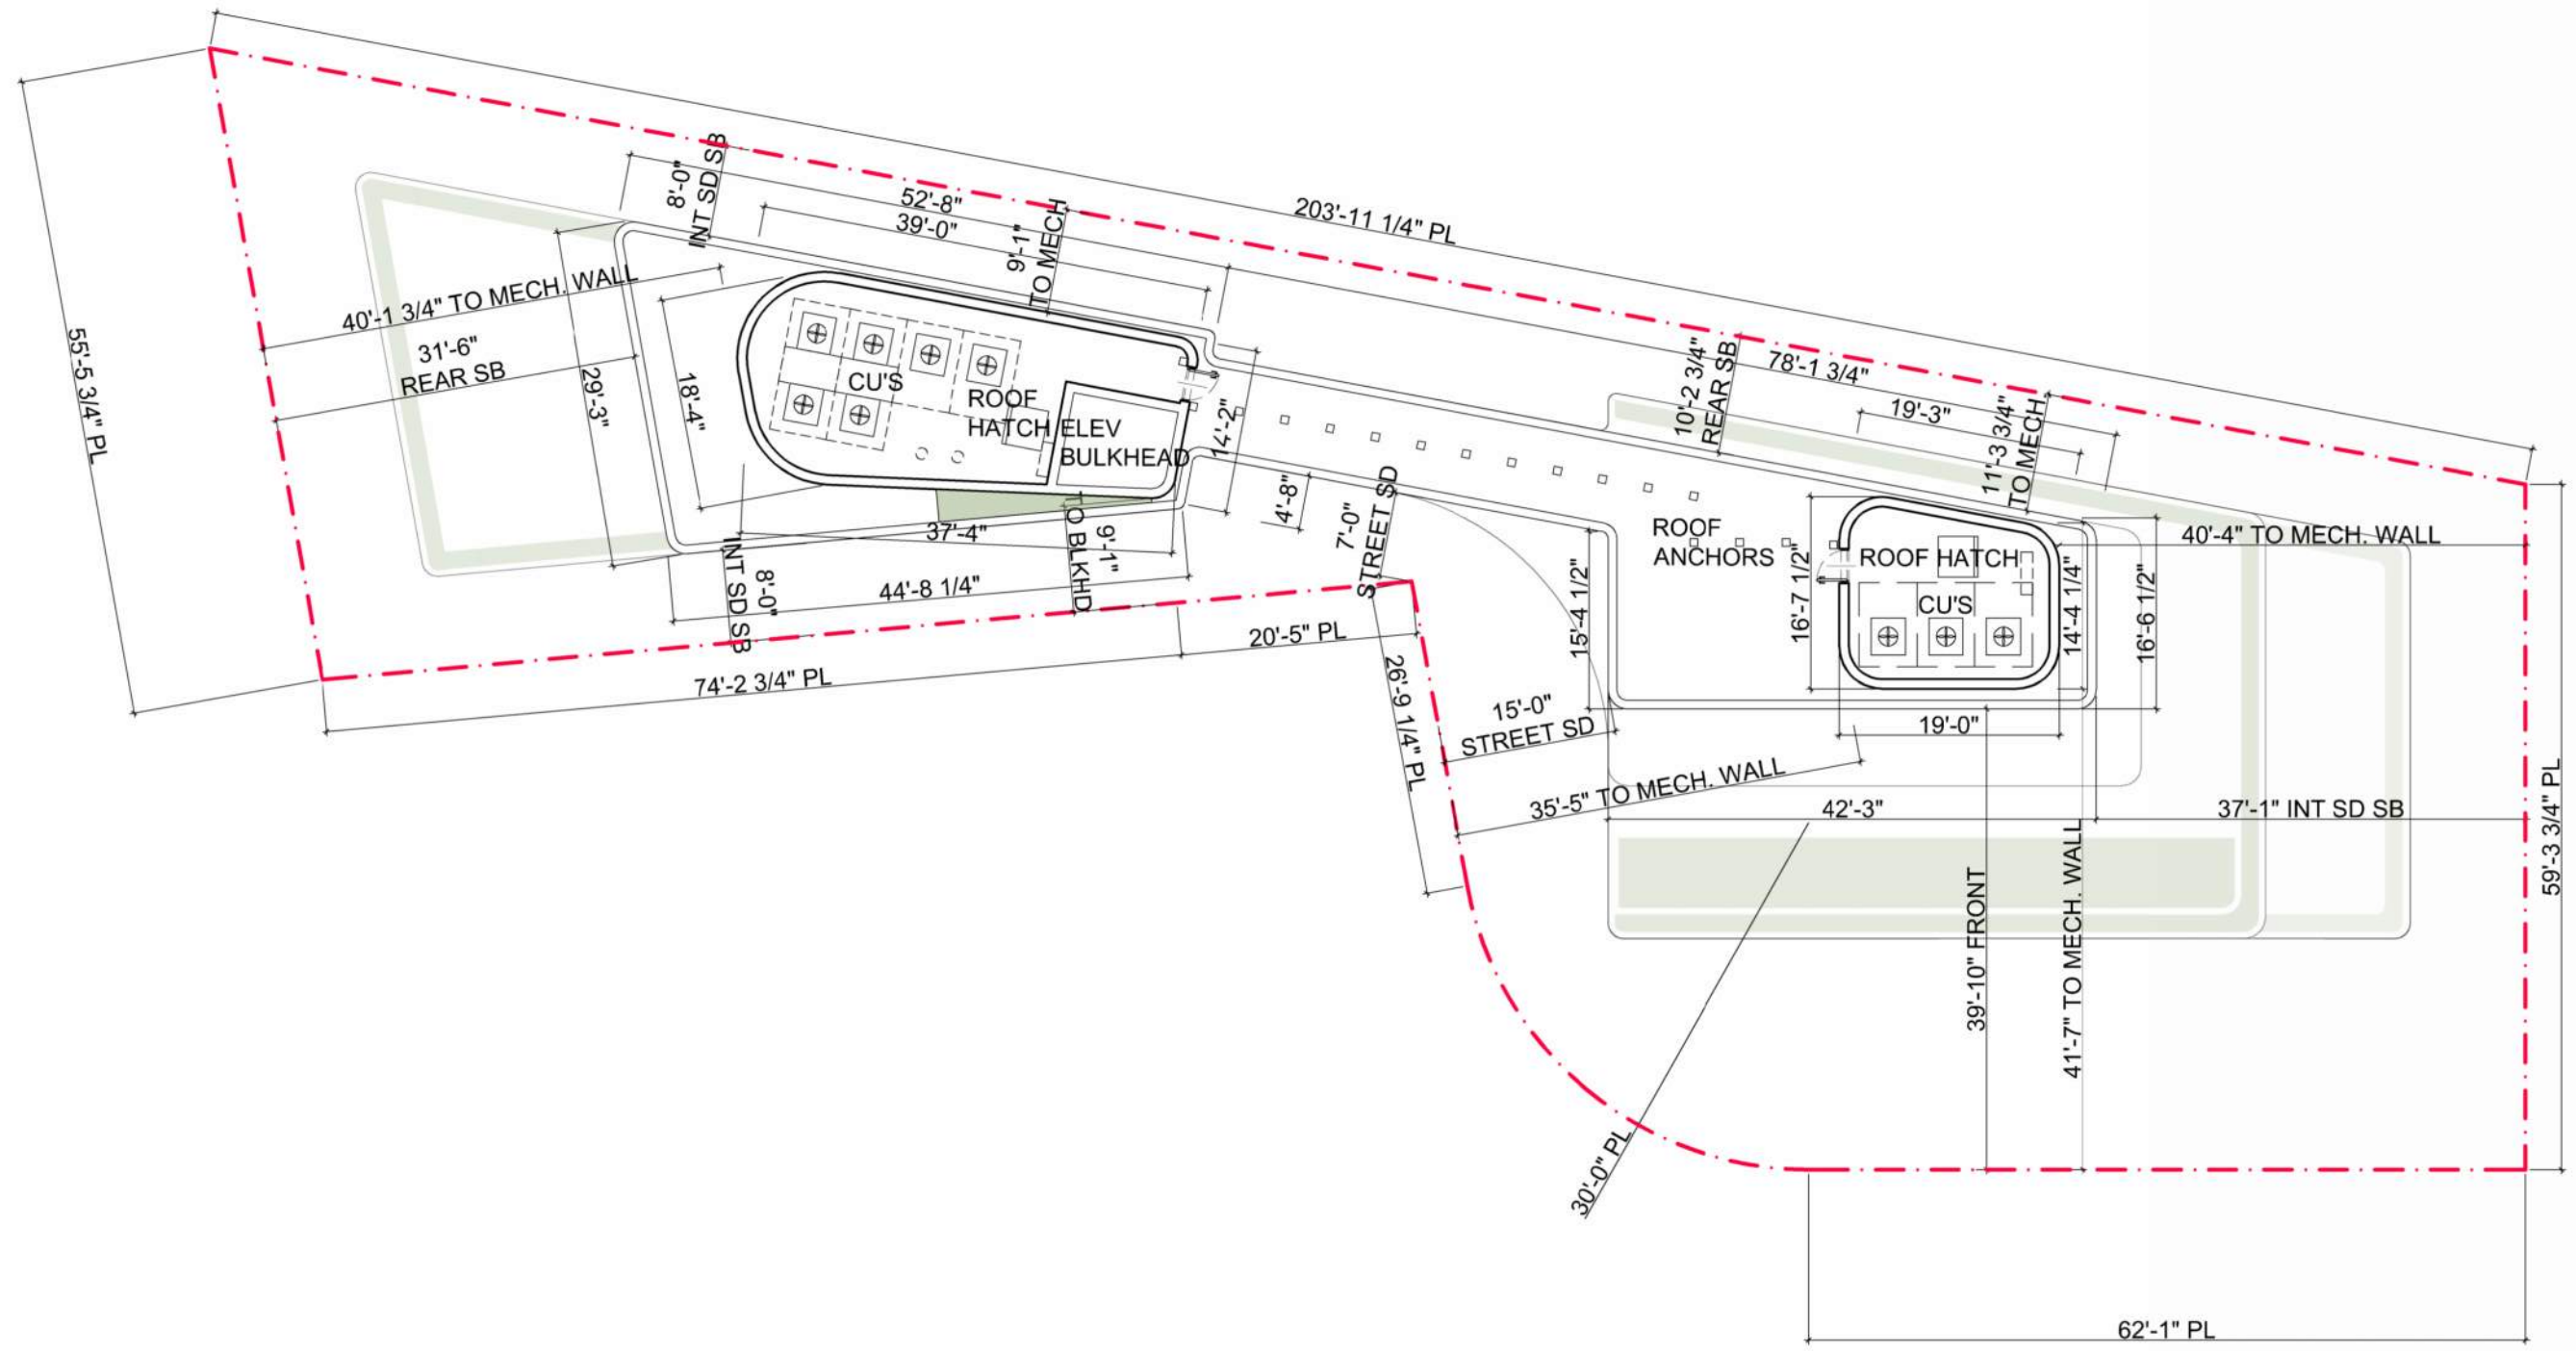 203'-11 1/4" PL
8'-0"
INT SD SB
52'-8"
39'-0"
9'-1"
TO MECH
40'-1 3/4" TO MECH. WALL
31'-6"
REAR SB
55'-5 3/4" PL
29'-3"
18'-4"
CU'S
ROOF
HATCH
ELEV
BULKHEAD
14'-2"
10'-2 3/4"
REAR SB
78'-1 3/4"
19'-3"
11'-3 3/4"
TO MECH
4'-8"
7'-0"
STREET SD
ROOF
ANCHORS
ROOF HATCH
CU'S
40'-4" TO MECH. WALL
16'-7 1/2"
14'-4 1/4"
16'-6 1/2"
15'-4 1/2"
37'-4"
INT SD SB
8'-0"
44'-8 1/4"
TO BLKHD
9'-1"
20'-5" PL
74'-2 3/4" PL
26'-9 1/4" PL
15'-0"
STREET SD
19'-0"
35'-5" TO MECH. WALL
42'-3"
37'-1" INT SD SB
59'-3 3/4" PL
39'-10" FRONT
41'-7" TO MECH. WALL
30'-0" PL
62'-1" PL